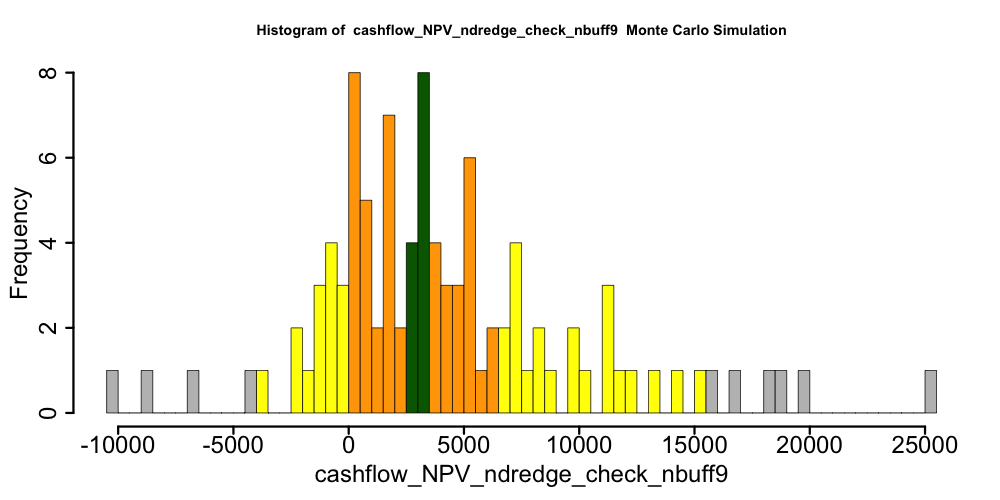 Histogram of cashflow_NPV_ndredge_check_nbuff9 Monte Carlo Simulation
8
6
4
2
0
Frequency
-10000 -5000 0 5000 10000 15000 20000 25000
cashflow_NPV_ndredge_check_nbuff9